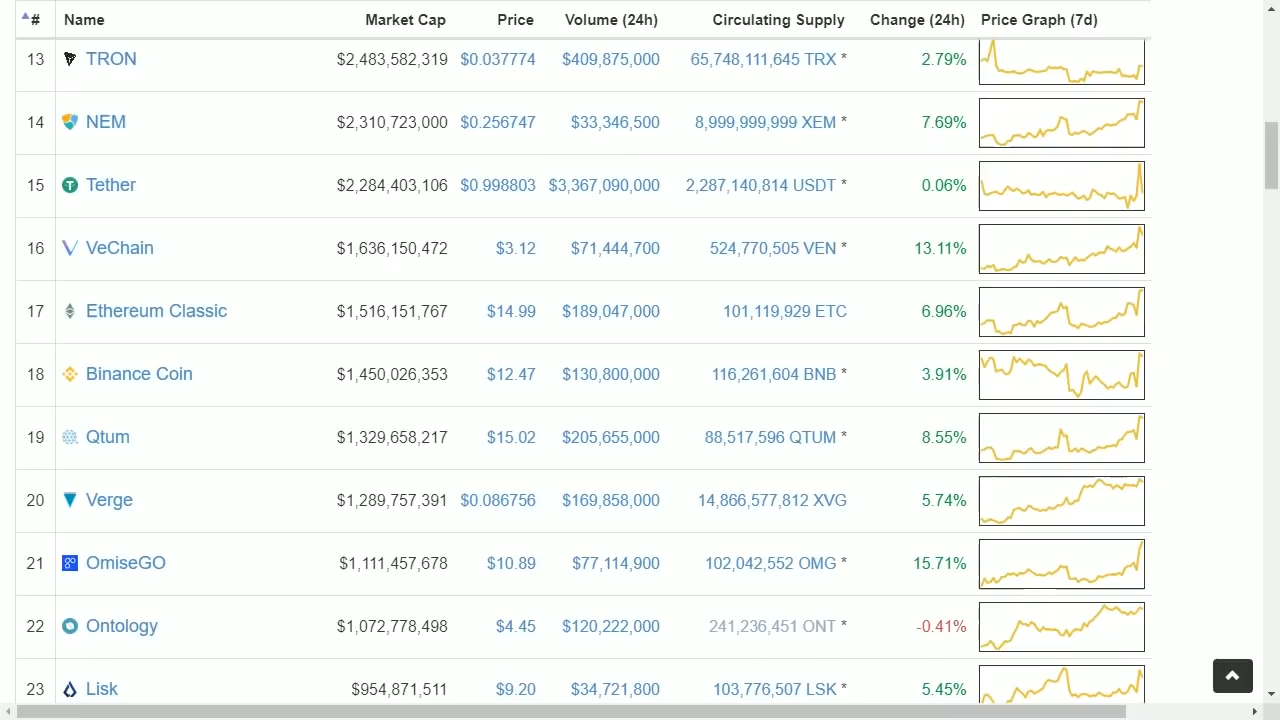 # Name Market Cap Price Volume (24h) Circulating Supply Change (24h) Price Graph (7d)
13 TRON $2,483,582,319 $0.037774 $409,875,000 65,748,111,645 TRX * 2.79%
14 NEM $2,310,723,000 $0.256747 $33,346,500 8,999,999,999 XEM * 7.69%
15 Tether $2,284,403,106 $0.998803 $3,367,090,000 2,287,140,814 USDT * 0.06%
16 VeChain $1,636,150,472 $3.12 $71,444,700 524,770,505 VEN * 13.11%
17 Ethereum Classic $1,516,151,767 $14.99 $189,047,000 101,119,929 ETC 6.96%
18 Binance Coin $1,450,026,353 $12.47 $130,800,000 116,261,604 BNB * 3.91%
19 Qtum $1,329,658,217 $15.02 $205,655,000 88,517,596 QTUM * 8.55%
20 Verge $1,289,757,391 $0.086756 $169,858,000 14,866,577,812 XVG 5.74%
21 OmiseGO $1,111,457,678 $10.89 $77,114,900 102,042,552 OMG * 15.71%
22 Ontology $1,072,778,498 $4.45 $120,222,000 241,236,451 ONT * -0.41%
23 Lisk $954,871,511 $9.20 $34,721,800 103,776,507 LSK * 5.45%